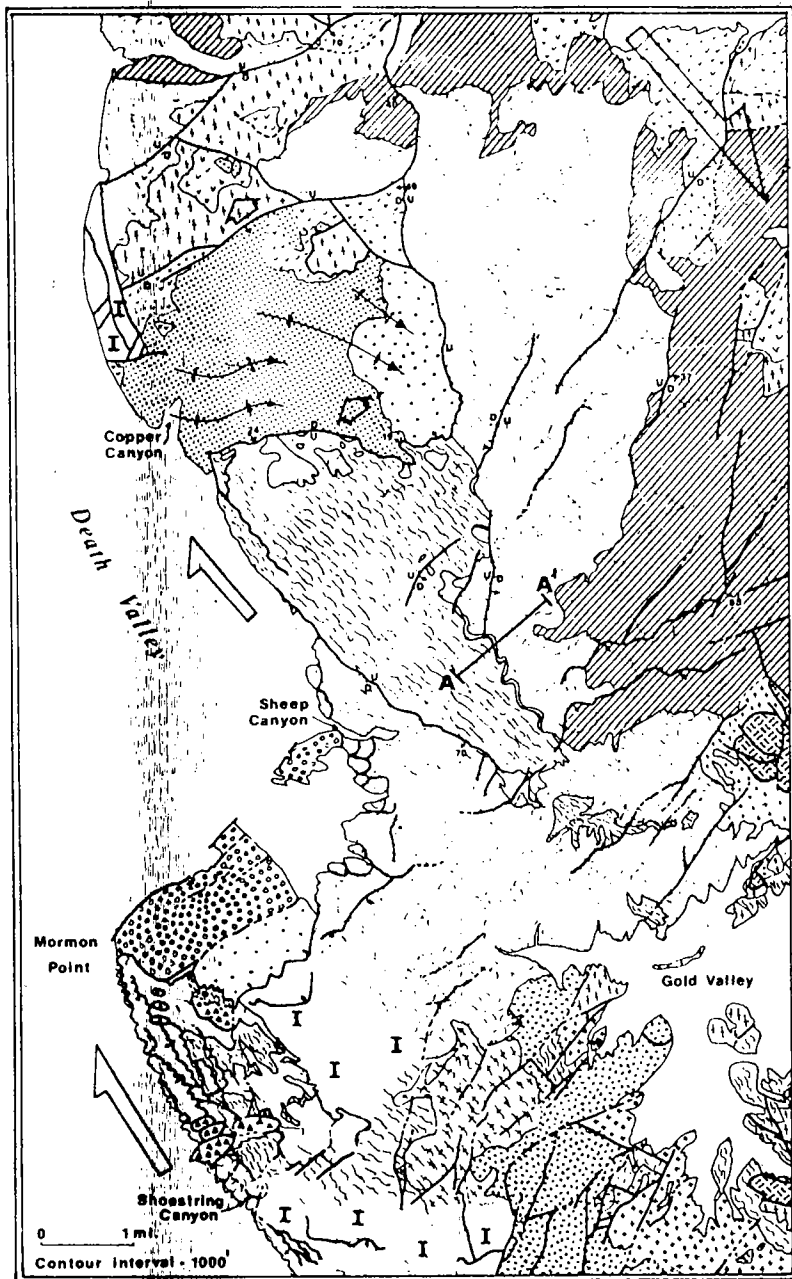 I
I
Copper
Canyon
Death
Valley
A'
A
Sheep
Canyon
Mormon
Point
Gold Valley
I
I
I
Shoestring
Canyon
I
I
I
I
0 1 mi.
Contour Interval - 1000'